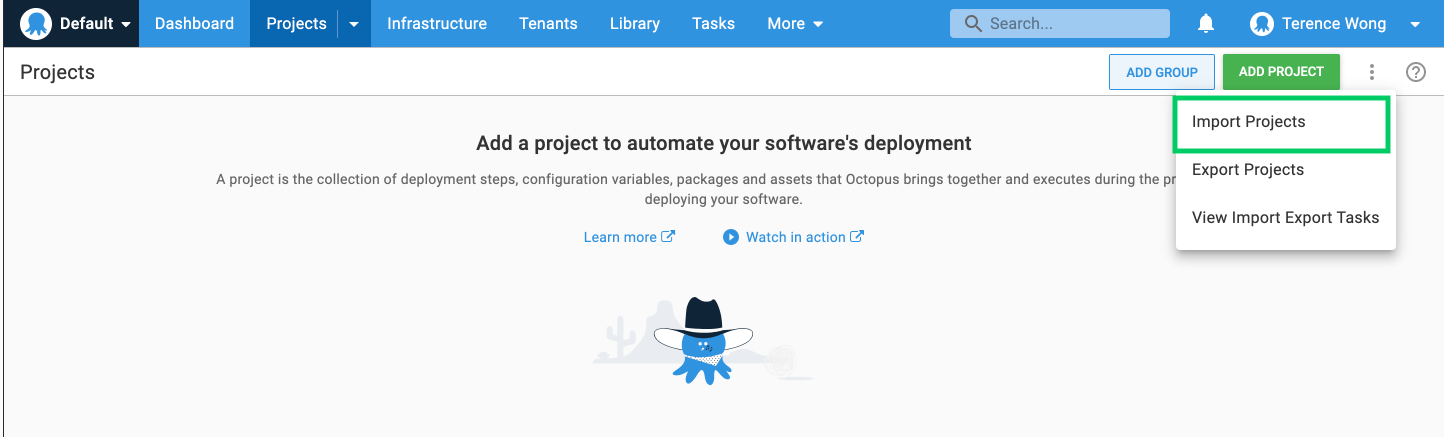 Default Dashboard Projects Infrastructure Tenants Library Tasks More Search... Terence Wong
Projects ADD GROUP ADD PROJECT
Import Projects
Export Projects
View Import Export Tasks
Add a project to automate your software's deployment
A project is the collection of deployment steps, configuration variables, packages and assets that Octopus brings together and executes during the
deploying your software.
Learn more Watch in action